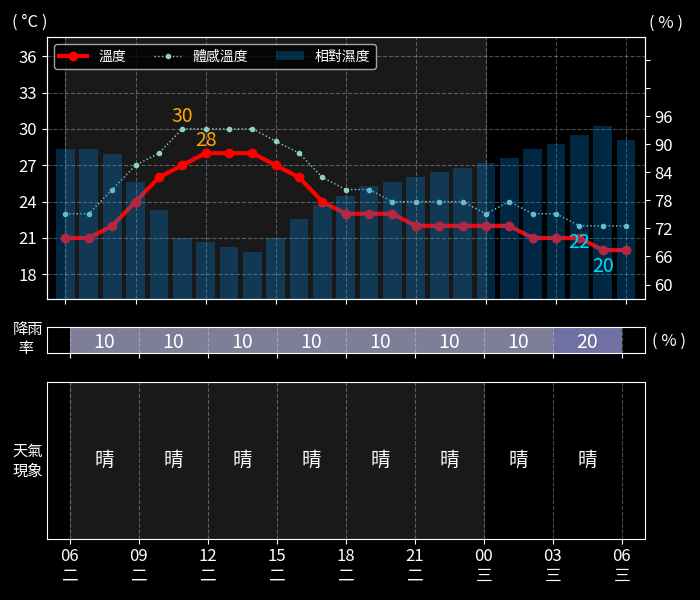 ( °C )
( % )
溫度
體感溫度
相對濕度
36
33
30
27
24
21
18
96
90
84
78
72
66
60
30
28
22
20
降雨
率
10 10 10 10 10 10 10 20
( % )
天氣
現象
晴 晴 晴 晴 晴 晴 晴 晴
06 09 12 15 18 21 00 03 06
二 二 二 二 二 二 三 三 三